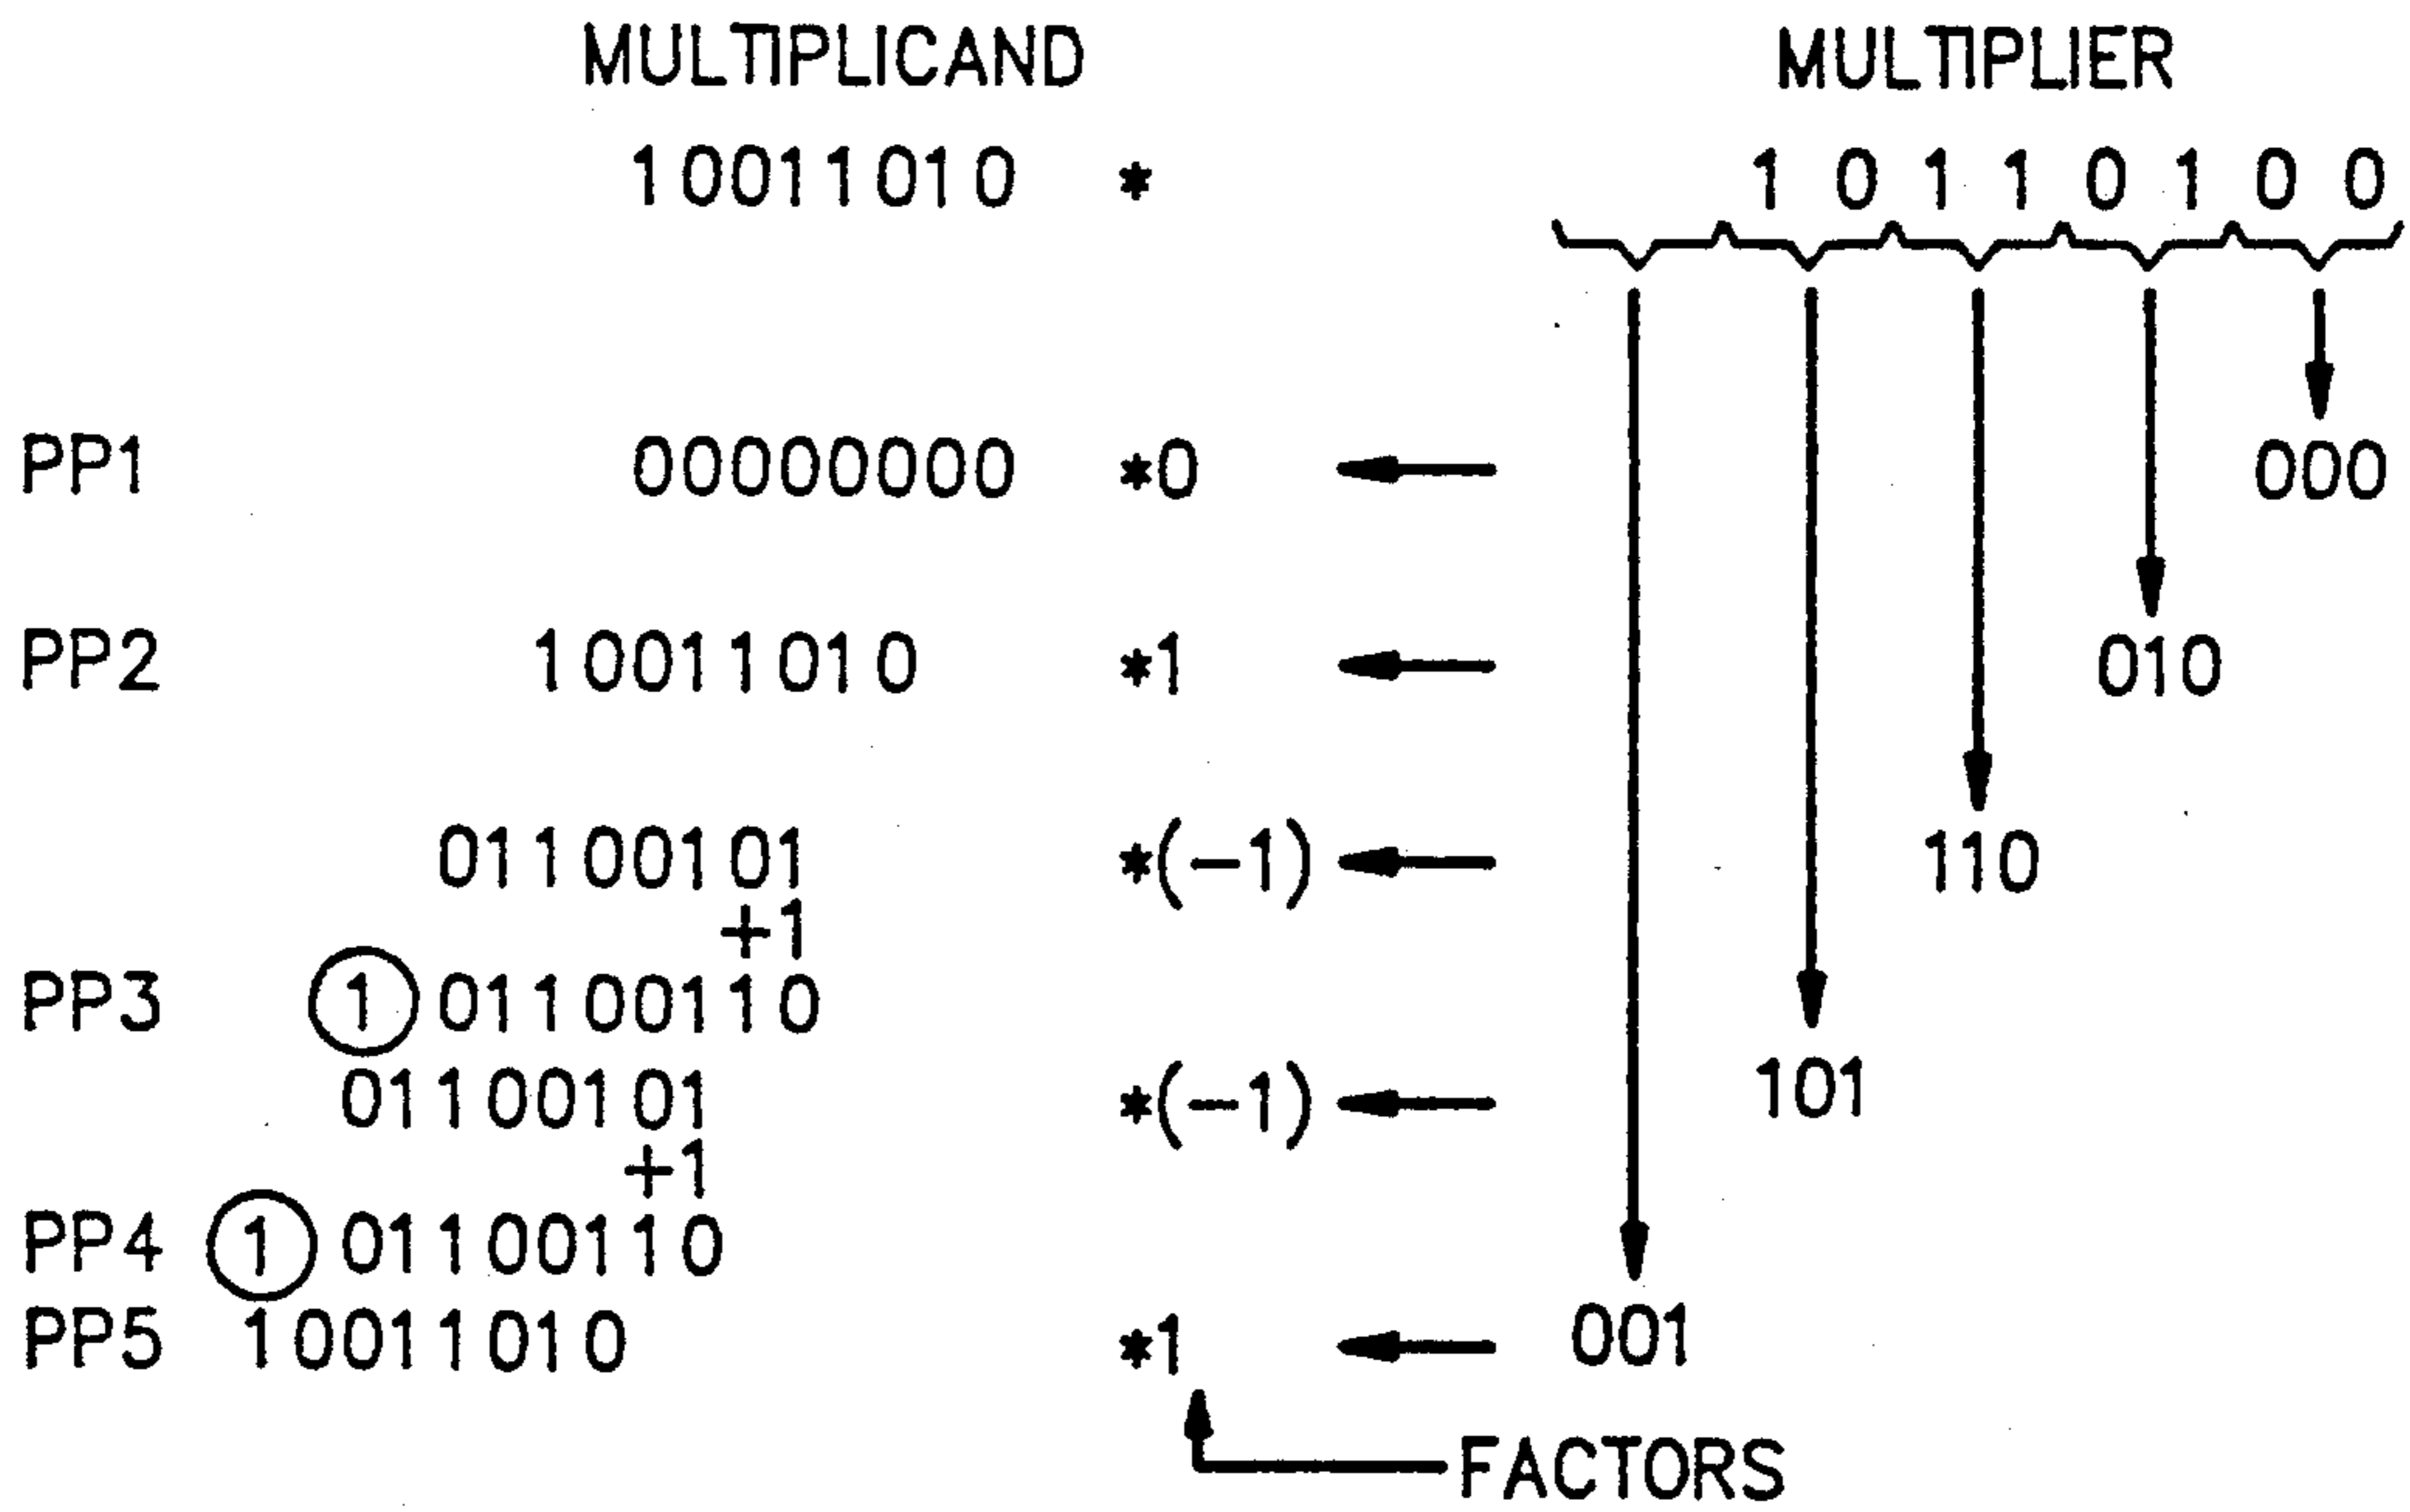 MULTIPLICAND MULTIPLIER
10011010 * 1 0 1 1 0 1 0 0
PP1 00000000 *0 000
PP2 10011010 *1 010
01100101 *(-1) 110
+1
PP3 1 01100110
01100101 *(-1) 101
+1
PP4 1 01100110
PP5 10011010 *1 001
FACTORS